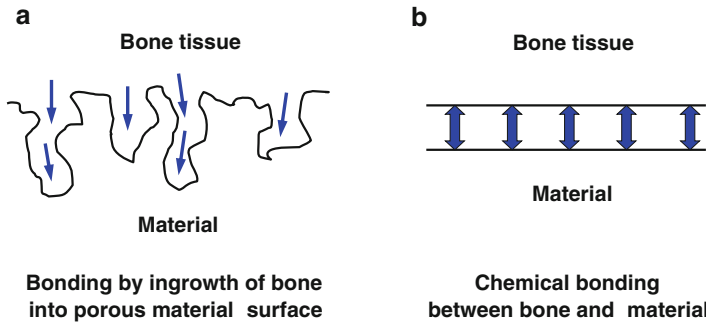 a
Bone tissue
Material
Bonding by ingrowth of bone
into porous material surface
b
Bone tissue
Material
Chemical bonding
between bone and material